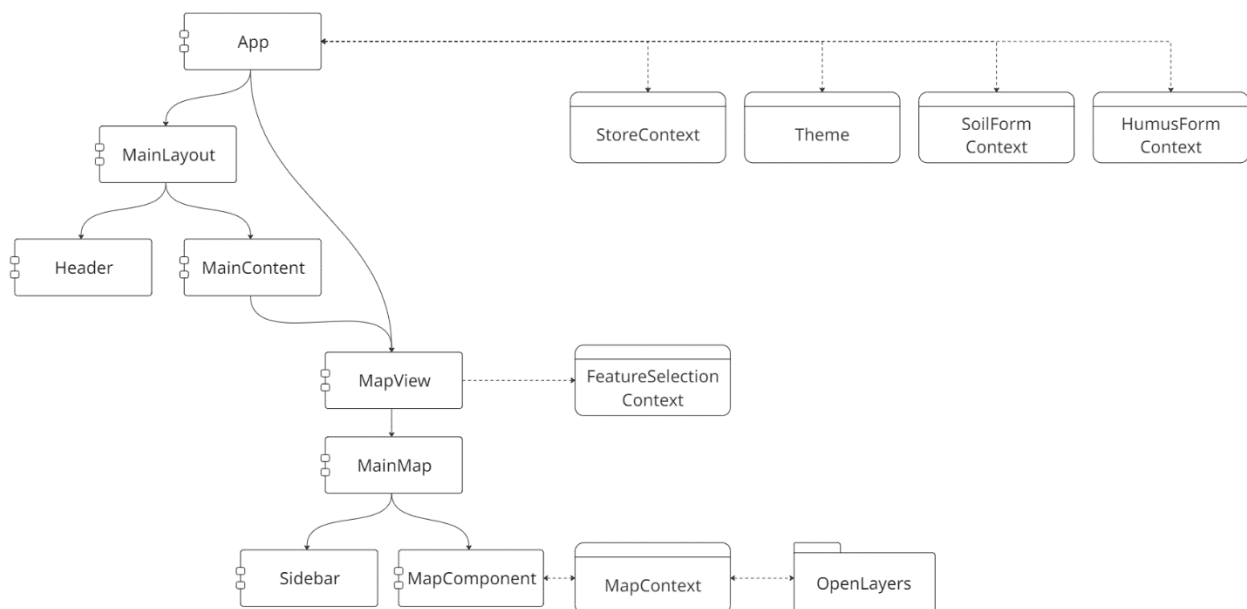 App
StoreContext
Theme
SoilForm
Context
HumusForm
Context
MainLayout
Header
MainContent
MapView
FeatureSelection
Context
MainMap
Sidebar
MapComponent
MapContext
OpenLayers